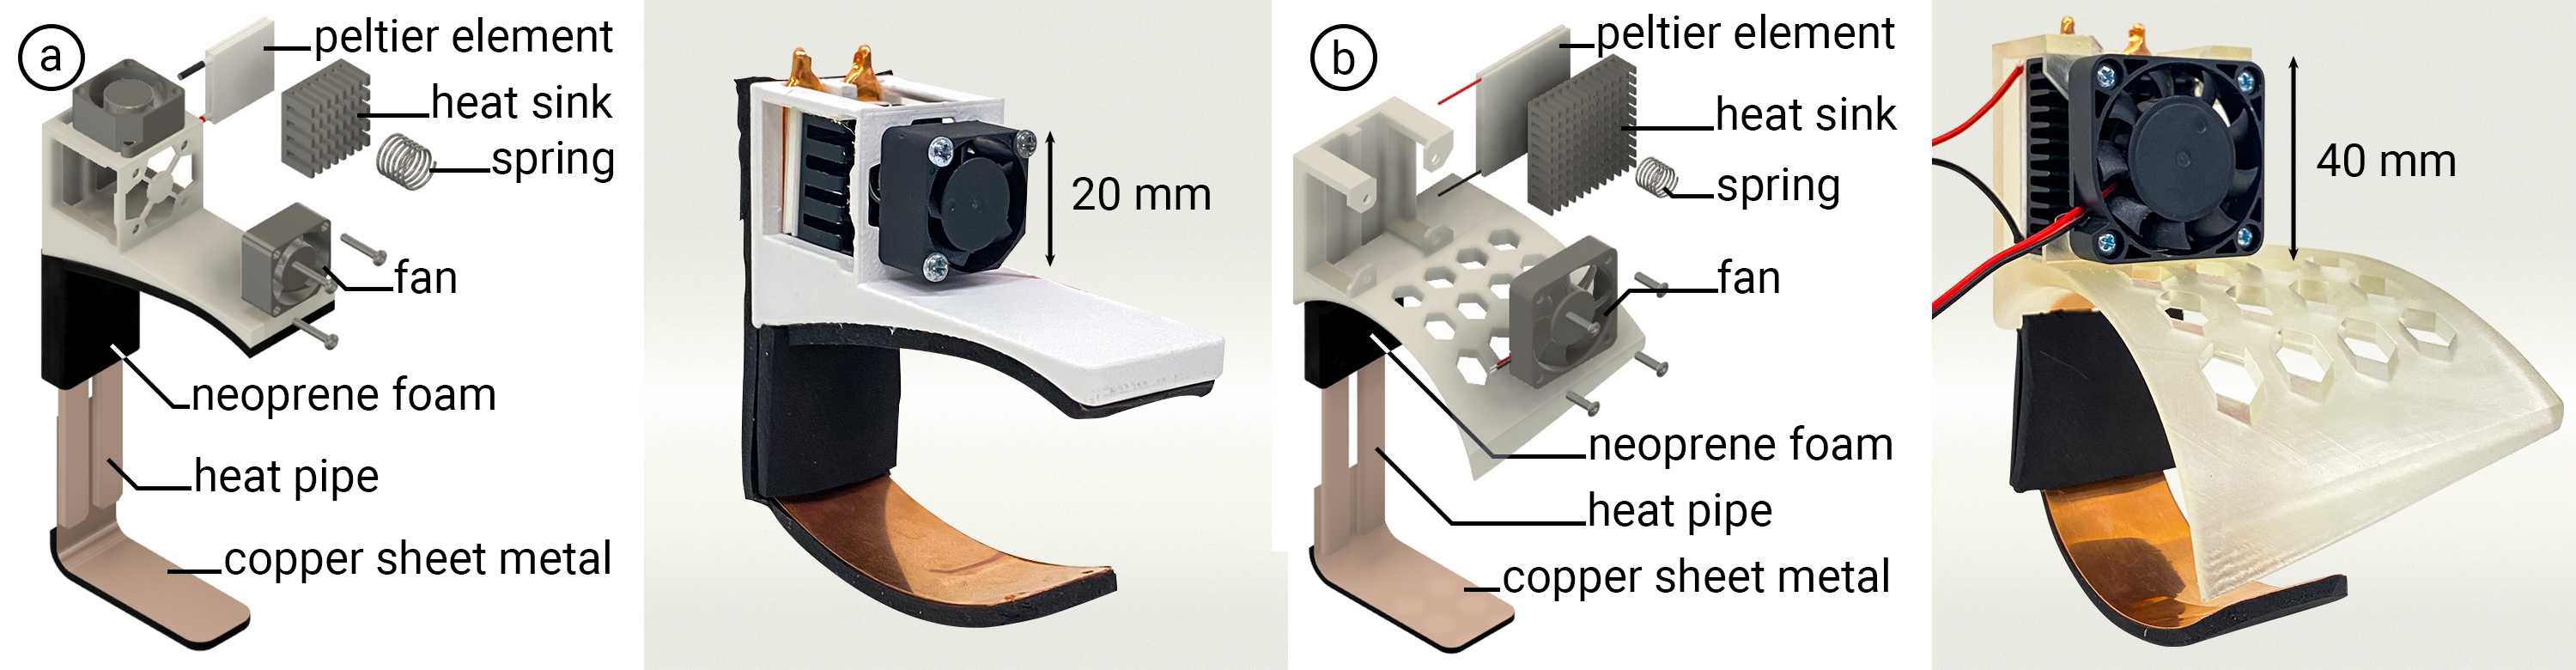 a
peltier element
heat sink
spring
fan
neoprene foam
heat pipe
copper sheet metal
20 mm
b
peltier element
heat sink
spring
fan
neoprene foam
heat pipe
copper sheet metal
40 mm